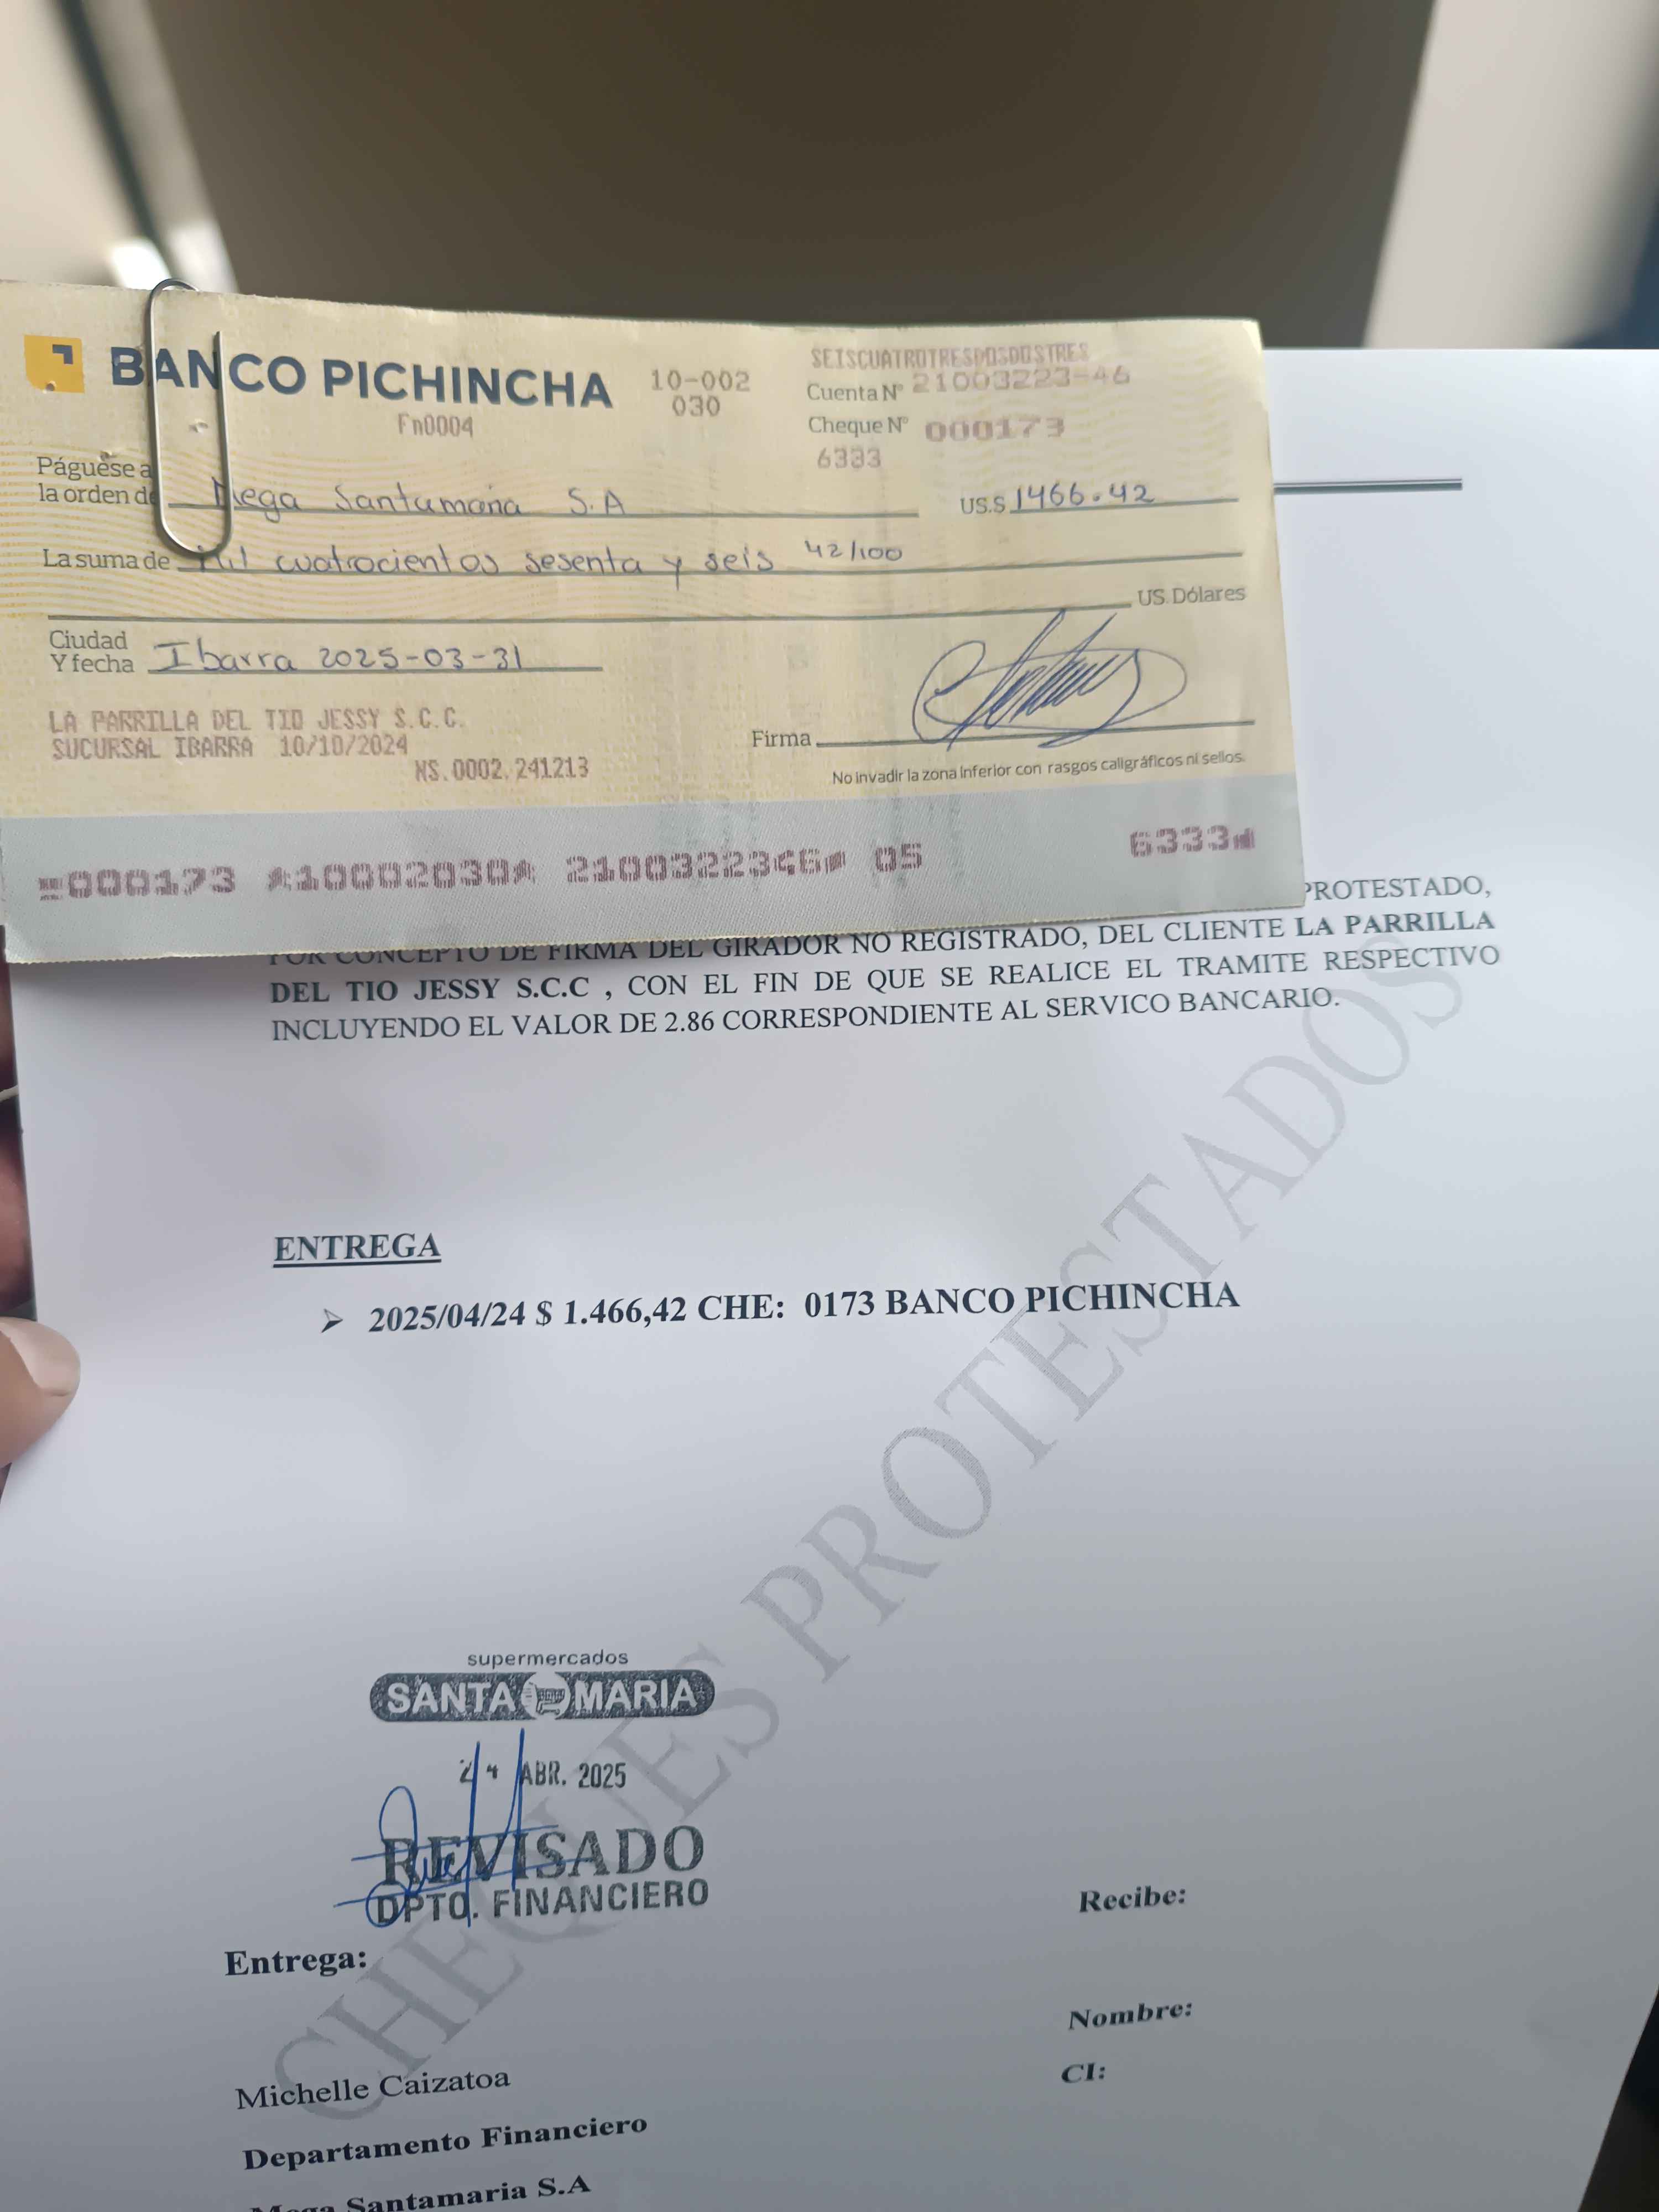 BANCO PICHINCHA
10-002
030
Fn0004
SEISCUATROTRESDOSDOSTRES
Cuenta Nº 21003223-46
Cheque Nº 000173
6333
Páguese a
la orden de Mega Santamaria S.A
US.$ 1466.42
La suma de Mil cuatrocientos sesenta y seis 42/100
US. Dólares
Ciudad
Y fecha Ibarra 2025-03-31
LA PARRILLA DEL TIO JESSY S.C.C.
SUCURSAL IBARRA 10/10/2024
NS.0002.241213
Firma
No invadir la zona inferior con rasgos caligráficos ni sellos.
000173 10002030 2100322346 05 6333
PROTESTADO,
POR CONCEPTO DE FIRMA DEL GIRADOR NO REGISTRADO, DEL CLIENTE LA PARRILLA
DEL TIO JESSY S.C.C , CON EL FIN DE QUE SE REALICE EL TRAMITE RESPECTIVO
INCLUYENDO EL VALOR DE 2.86 CORRESPONDIENTE AL SERVICO BANCARIO.
ENTREGA
➢ 2025/04/24 $ 1.466,42 CHE: 0173 BANCO PICHINCHA
CHEQUES PROTESTADOS
supermercados
SANTA MARIA
24 ABR. 2025
REVISADO
DPTO. FINANCIERO
Entrega:
Recibe:
Nombre:
CI:
Michelle Caizatoa
Departamento Financiero
Mega Santamaria S.A